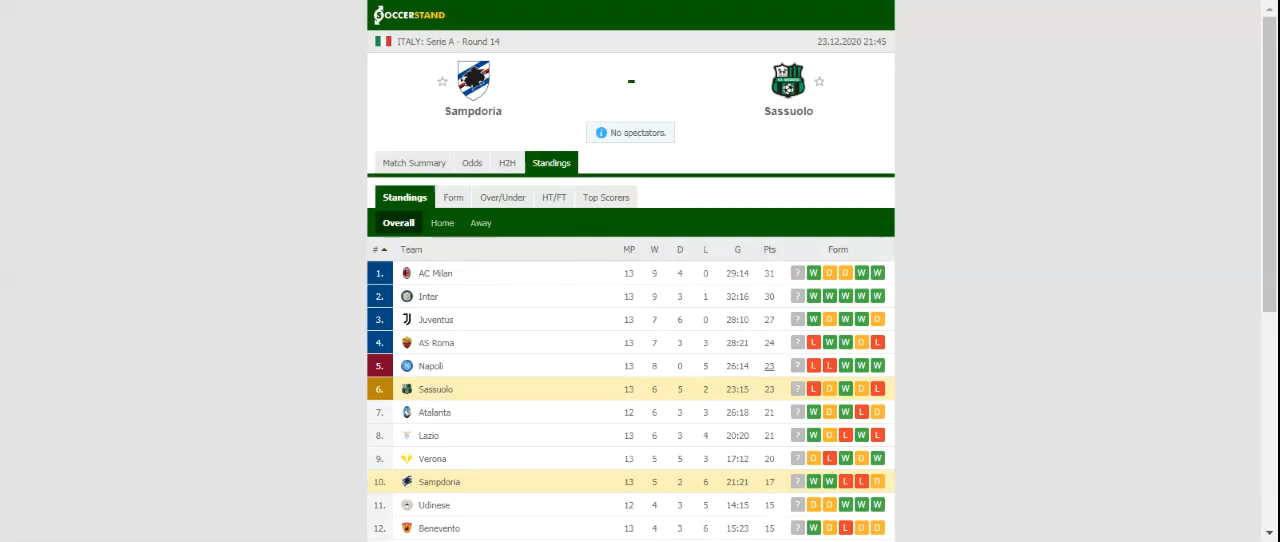 SOCCERSTAND
ITALY: Serie A - Round 14 23.12.2020 21:45
-
Sampdoria Sassuolo
No spectators.
Match Summary Odds H2H Standings
Standings Form Over/Under HT/FT Top Scorers
Overall Home Away
# Team MP W D L G Pts Form
1. AC Milan 13 9 4 0 29:14 31 ? W D D W W
2. Inter 13 9 3 1 32:16 30 ? W W W W W
3. Juventus 13 7 6 0 28:10 27 ? W D W W D
4. AS Roma 13 7 3 3 28:21 24 ? L W W D L
5. Napoli 13 8 0 5 26:14 23 ? L L W W W
6. Sassuolo 13 6 5 2 23:15 23 ? L D W D L
7. Atalanta 12 6 3 3 26:18 21 ? W D W L D
8. Lazio 13 6 3 4 20:20 21 ? W D L W L
9. Verona 13 5 5 3 17:12 20 ? D L W D W
10. Sampdoria 13 5 2 6 21:21 17 ? W W L L D
11. Udinese 12 4 3 5 14:15 15 ? D D W W W
12. Benevento 13 4 3 6 15:23 15 ? W D L D D